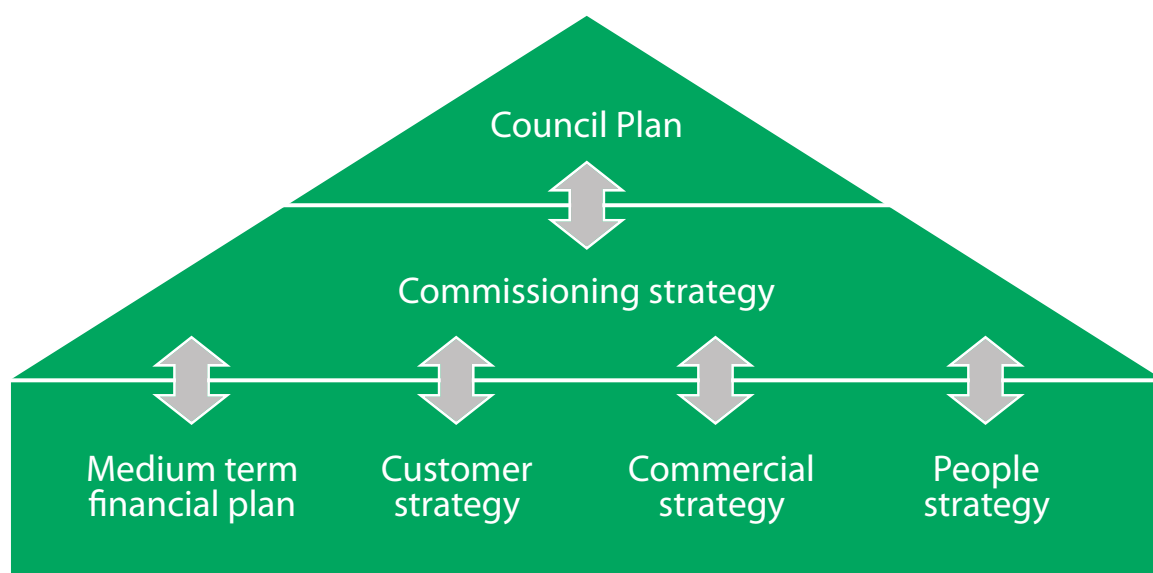 Council Plan
Commissioning strategy
Medium term
financial plan
Customer
strategy
Commercial
strategy
People
strategy